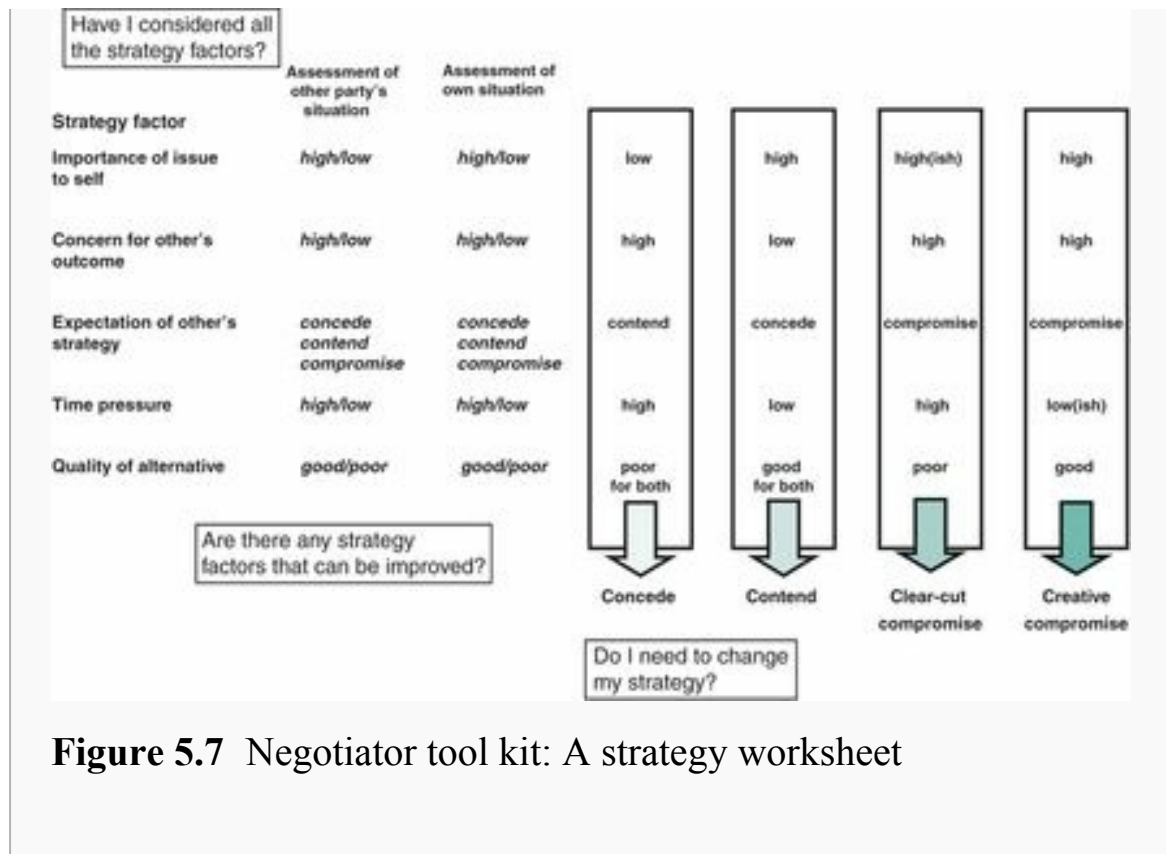 Have I considered all
the strategy factors?
Assessment of
other party's
situation
Assessment of
own situation
Strategy factor
Importance of issue
to self
high/low
high/low
low
high
high(ish)
high
Concern for other's
outcome
high/low
high/low
high
low
high
high
Expectation of other's
strategy
concede
contend
compromise
concede
contend
compromise
contend
concede
compromise
compromise
Time pressure
high/low
high/low
high
low
high
low(ish)
Quality of alternative
good/poor
good/poor
poor
for both
good
for both
poor
good
Are there any strategy
factors that can be improved?
Concede
Contend
Clear-cut
compromise
Creative
compromise
Do I need to change
my strategy?
Figure 5.7 Negotiator tool kit: A strategy worksheet